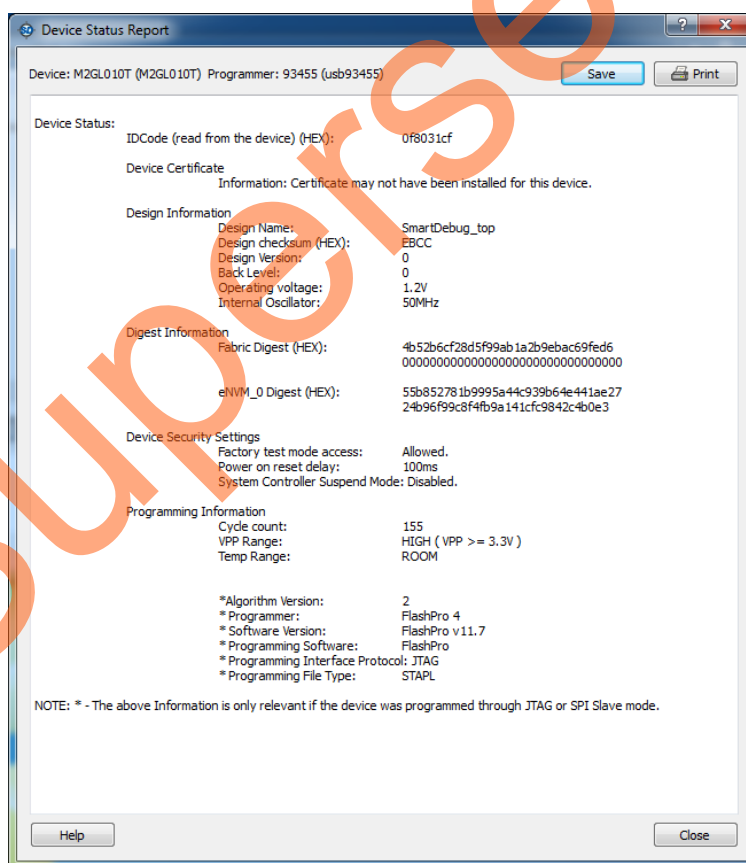 Device Status Report
Device: M2GL010T (M2GL010T) Programmer: 93455 (usb93455)
Save
Print
Device Status:
IDCode (read from the device) (HEX): 0f8031cf
Device Certificate
Information: Certificate may not have been installed for this device.
Design Information
Design Name: SmartDebug_top
Design checksum (HEX): EBCC
Design Version: 0
Back Level: 0
Operating voltage: 1.2V
Internal Oscillator: 50MHz
Digest Information
Fabric Digest (HEX): 4b52b6cf28d5f99ab1a2b9ebac69fed6
00000000000000000000000000000000
eNVM_0 Digest (HEX): 55b852781b9995a44c939b64e441ae27
24b96f99c8f4fb9a141cfc9842c4b0e3
Device Security Settings
Factory test mode access: Allowed.
Power on reset delay: 100ms
System Controller Suspend Mode: Disabled.
Programming Information
Cycle count: 155
VPP Range: HIGH ( VPP >= 3.3V )
Temp Range: ROOM
*Algorithm Version: 2
* Programmer: FlashPro 4
* Software Version: FlashPro v11.7
* Programming Software: FlashPro
* Programming Interface Protocol: JTAG
* Programming File Type: STAPL
NOTE: * - The above Information is only relevant if the device was programmed through JTAG or SPI Slave mode.
Help
Close
Superse